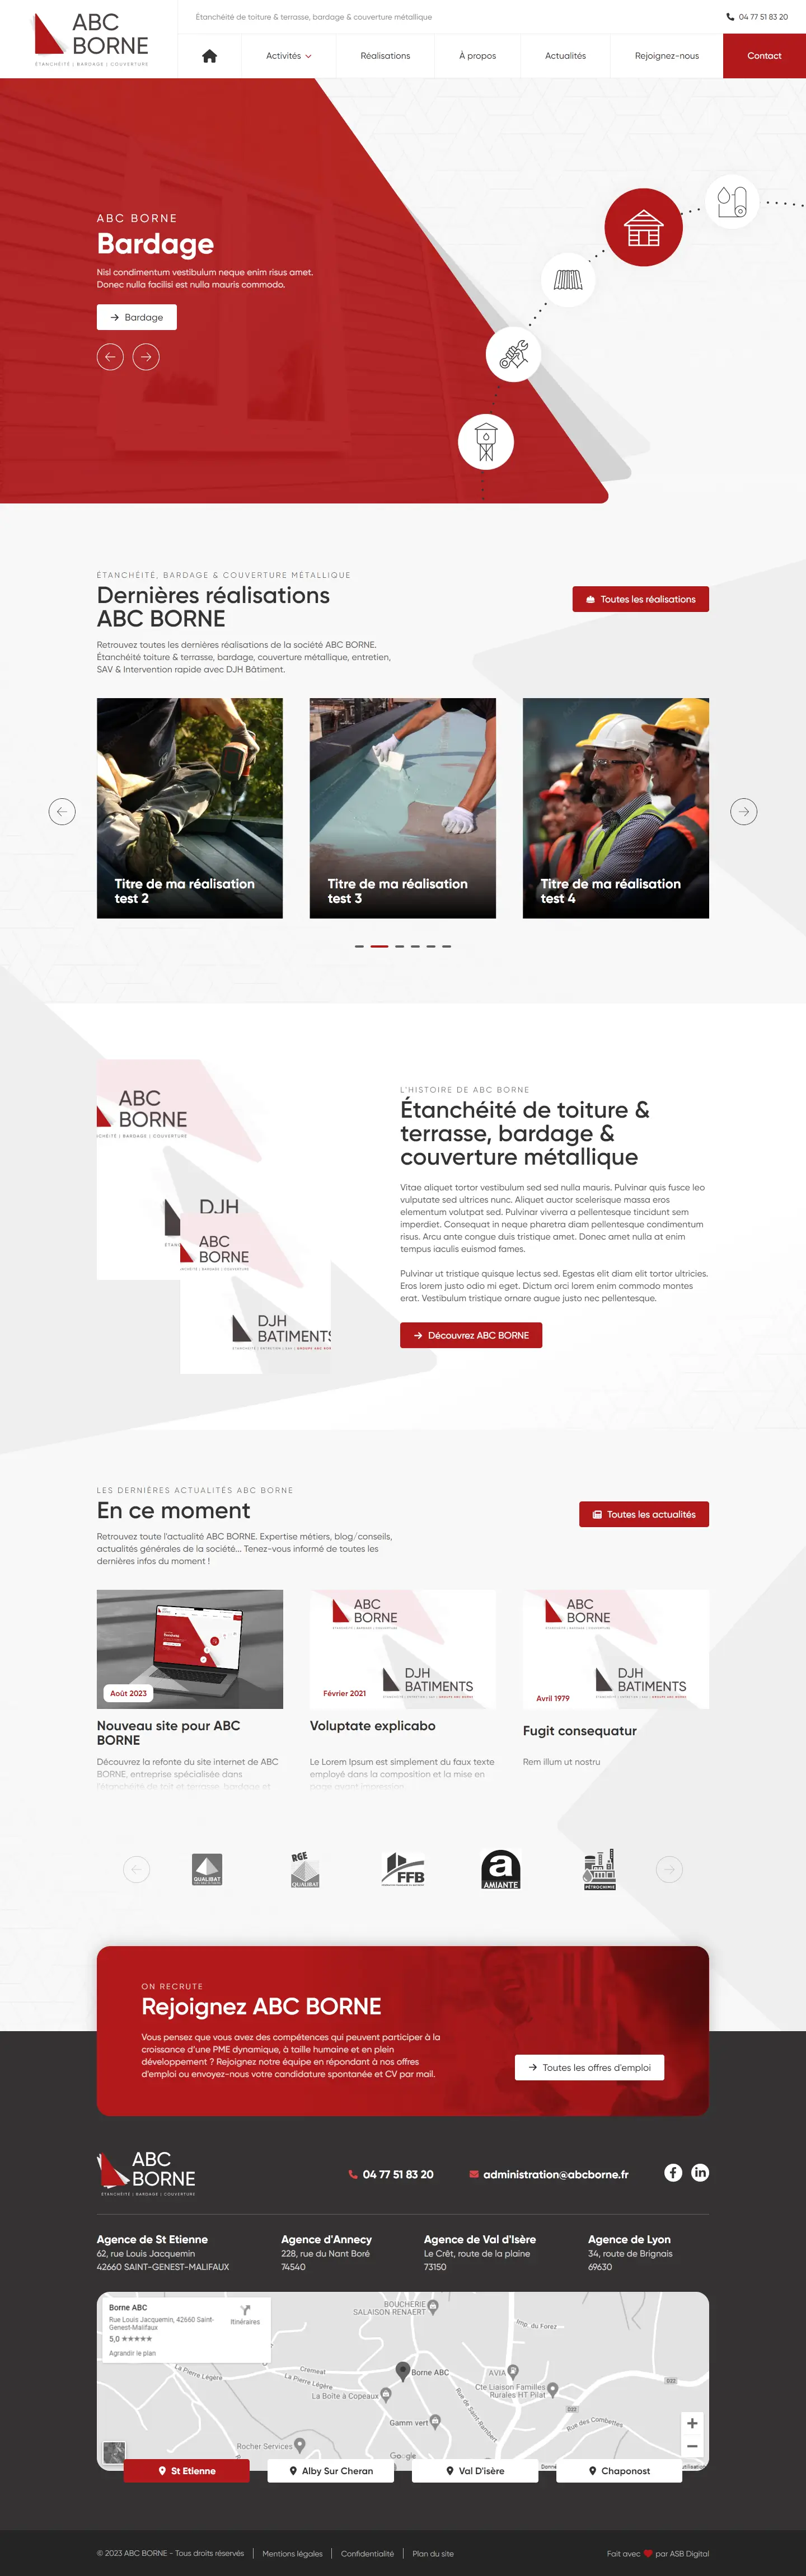 ABC
BORNE
ÉTANCHÉITÉ | BARDAGE | COUVERTURE
Étanchéité de toiture & terrasse, bardage & couverture métallique
04 77 51 83 20
Activités
Réalisations
À propos
Actualités
Rejoignez-nous
Contact
ABC BORNE
Bardage
Nisl condimentum vestibulum neque enim risus amet.
Donec nulla facilisi est nulla mauris commodo.
Bardage
ÉTANCHÉITÉ, BARDAGE & COUVERTURE MÉTALLIQUE
Dernières réalisations
ABC BORNE
Toutes les réalisations
Retrouvez toutes les dernières réalisations de la société ABC BORNE.
Étanchéité toiture & terrasse, bardage, couverture métallique, entretien,
SAV & Intervention rapide avec DJH Bâtiment.
Titre de ma réalisation
test 2
Titre de ma réalisation
test 3
Titre de ma réalisation
test 4
ABC
BORNE
NCHÉITÉ | BARDAGE | COUVERTURE
DJH
ABC
BORNE
DJH
BATIMENTS
L'HISTOIRE DE ABC BORNE
Étanchéité de toiture &
terrasse, bardage &
couverture métallique
Vitae aliquet tortor vestibulum sed sed nulla mauris. Pulvinar quis fusce leo
vulputate sed ultrices nunc. Aliquet auctor scelerisque massa eros
elementum volutpat sed. Pulvinar viverra a pellentesque tincidunt sem
imperdiet. Consequat in neque pharetra diam pellentesque condimentum
risus. Arcu ante congue duis tristique amet. Donec amet nulla at enim
tempus iaculis euismod fames.
Pulvinar ut tristique quisque lectus sed. Egestas elit diam elit tortor ultricies.
Eros lorem justo odio mi eget. Dictum orci lorem enim commodo montes
erat. Vestibulum tristique ornare augue justo nec pellentesque.
Découvrez ABC BORNE
LES DERNIÈRES ACTUALITÉS ABC BORNE
En ce moment
Toutes les actualités
Retrouvez toute l'actualité ABC BORNE. Expertise métiers, blog/conseils,
actualités générales de la société... Tenez-vous informé de toutes les
dernières infos du moment !
Août 2023
ABC
BORNE
DJH
BATIMENTS
Février 2021
ABC
BORNE
DJH
BATIMENTS
Avril 1979
Nouveau site pour ABC
BORNE
Découvrez la refonte du site internet de ABC
BORNE, entreprise spécialisée dans
l'étanchéité de toit et terrasse, bardage et
Voluptate explicabo
Le Lorem Ipsum est simplement du faux texte
employé dans la composition et la mise en
page avant impression.
Fugit consequatur
Rem illum ut nostru
QUALIBAT
RGE
QUALIBAT
FFB
a
AMIANTE
PÉTROCHIMIE
ON RECRUTE
Rejoignez ABC BORNE
Vous pensez que vous avez des compétences qui peuvent participer à la
croissance d'une PME dynamique, à taille humaine et en plein
développement ? Rejoignez notre équipe en répondant à nos offres
d'emploi ou envoyez-nous votre candidature spontanée et CV par mail.
Toutes les offres d'emploi
ABC
BORNE
ÉTANCHÉITÉ | BARDAGE | COUVERTURE
04 77 51 83 20
administration@abcborne.fr
Agence de St Etienne
62, rue Louis Jacquemin
42660 SAINT-GENEST-MALIFAUX
Agence d'Annecy
228, rue du Nant Boré
74540
Agence de Val d'Isère
Le Crêt, route de la plaine
73150
Agence de Lyon
34, route de Brignais
69630
Borne ABC
Rue Louis Jacquemin, 42660 Saint-
Genest-Malifaux
5,0
Itinéraires
Agrandir le plan
BOUCHERIE
SALAISON RENAERT
Imp. du Forez
La Pierre Légère
Cremeal
La Pierre Légère
Borne ABC
AVIA
D22
La Boite à Copeaux
Cte Liaison Familles
Rurales HT Pilat
D22
Rue de Saint-Rambert
Gamm vert
Rue des Combettes
Rocher Services
Google
St Etienne
Alby Sur Cheran
Val D'isère
Chaponost
© 2023 ABC BORNE - Tous droits réservés
Mentions légales
Confidentialité
Plan du site
Fait avec
par ASB Digital